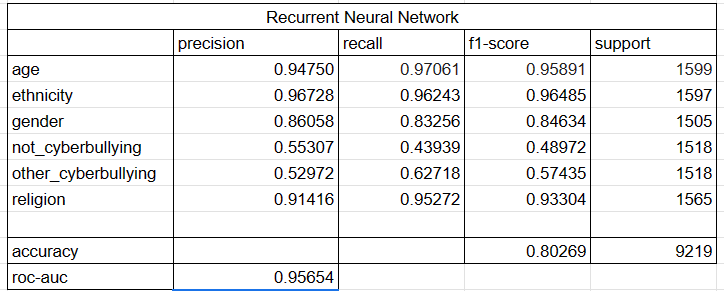 Recurrent Neural Network
precision recall f1-score support
age 0.94750 0.97061 0.95891 1599
ethnicity 0.96728 0.96243 0.96485 1597
gender 0.86058 0.83256 0.84634 1505
not_cyberbullying 0.55307 0.43939 0.48972 1518
other_cyberbullying 0.52972 0.62718 0.57435 1518
religion 0.91416 0.95272 0.93304 1565
accuracy 0.80269 9219
roc-auc 0.95654